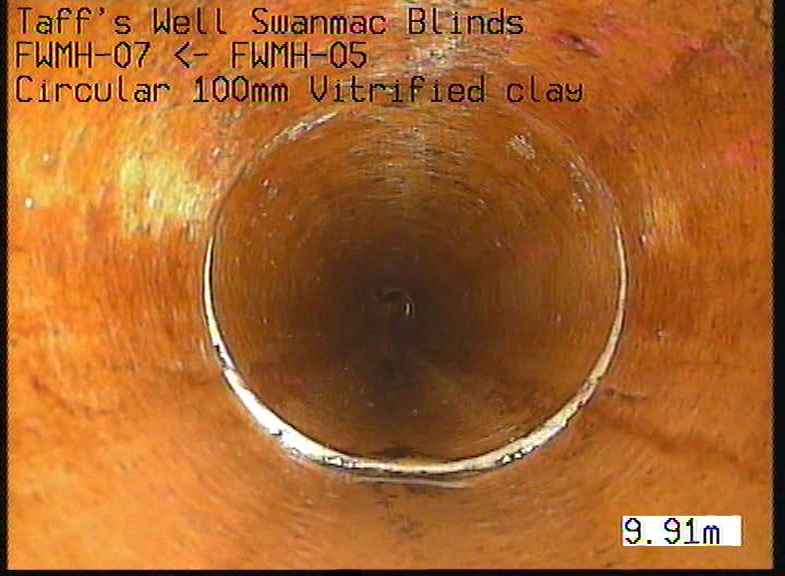 Taff's Well Swanmac Blinds
FWMH-07 <- FWMH-05
Circular 100mm Vitrified clay
9.91m